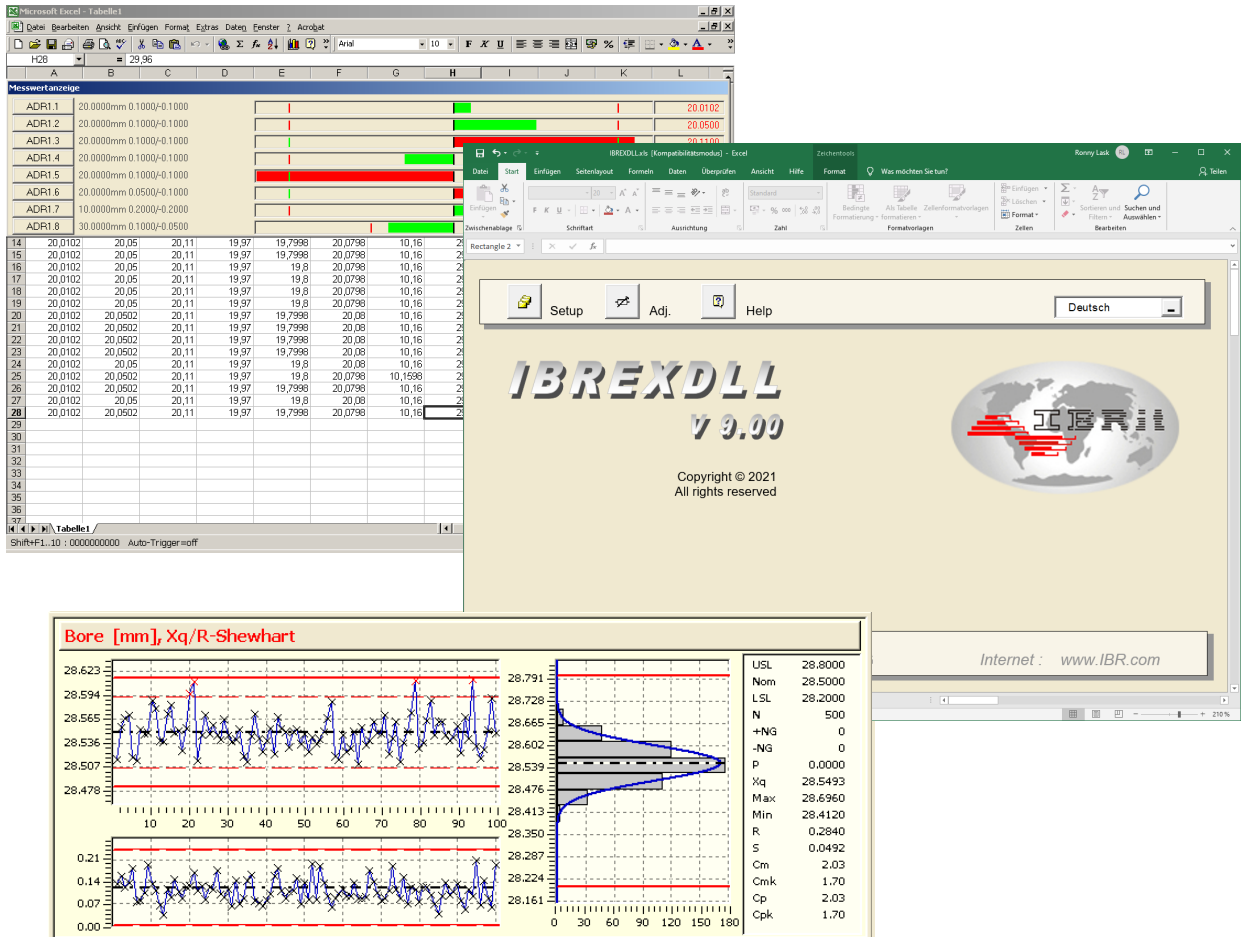 Microsoft Excel - Tabelle1
Datei Bearbeiten Ansicht Einfügen Format Extras Daten Fenster ? Acrobat
Arial 10 F K U
H28 = 29,96
A B C D E F G H I J K L
Messwertanzeige
ADR1.1 20.0000mm 0.1000/-0.1000 20.0102
ADR1.2 20.0000mm 0.1000/-0.1000 20.0500
ADR1.3 20.0000mm 0.1000/-0.1000 20.1100
ADR1.4 20.0000mm 0.1000/-0.1000
ADR1.5 20.0000mm 0.1000/-0.1000
ADR1.6 20.0000mm 0.0500/-0.1000
ADR1.7 10.0000mm 0.2000/-0.2000
ADR1.8 30.0000mm 0.1000/-0.0500
14 20,0102 20,05 20,11 19,97 19,7998 20,0798 10,16
15 20,0102 20,05 20,11 19,97 19,7998 20,0798 10,16
16 20,0102 20,05 20,11 19,97 19,8 20,0798 10,16
17 20,0102 20,05 20,11 19,97 19,8 20,0798 10,16
18 20,0102 20,05 20,11 19,97 19,8 20,0798 10,16
19 20,0102 20,05 20,11 19,97 19,8 20,0798 10,16
20 20,0102 20,0502 20,11 19,97 19,7998 20,08 10,16
21 20,0102 20,0502 20,11 19,97 19,7998 20,08 10,16
22 20,0102 20,0502 20,11 19,97 19,7998 20,08 10,16
23 20,0102 20,0502 20,11 19,97 19,7998 20,08 10,16
24 20,0102 20,05 20,11 19,97 19,8 20,08 10,16
25 20,0102 20,0502 20,11 19,97 19,8 20,0798 10,1598
26 20,0102 20,0502 20,11 19,97 19,7998 20,0798 10,16
27 20,0102 20,05 20,11 19,97 19,8 20,08 10,16
28 20,0102 20,0502 20,11 19,97 19,7998 20,0798 10,16
29
30
31
32
33
34
35
36
37
Tabelle1
Shift+F1..10 : 0000000000 Auto-Trigger=off
IBREXDLL.xls [Kompatibilitätsmodus] - Excel Zeichentools Ronny Lask RL
Datei Start Einfügen Seitenlayout Formeln Daten Überprüfen Ansicht Hilfe Format Was möchten Sie tun? Teilen
Einfügen
20
F K U
Standard
Bedingte Formatierung
Als Tabelle formatieren
Zellenformatvorlagen
Einfügen
Löschen
Format
Sortieren und Filtern
Suchen und Auswählen
Zwischenablage Schriftart Ausrichtung Zahl Formatvorlagen Zellen Bearbeiten
Rectangle 2 fx
Setup Adj. Help Deutsch
IBREXDLL
V 9.00
IBRit
Copyright © 2021
All rights reserved
Internet : www.IBR.com
210 %
Bore [mm], Xq/R-Shewhart
28.623
28.594
28.565
28.536
28.507
28.478
10 20 30 40 50 60 70 80 90 100
0.21
0.14
0.07
0.00
28.791
28.728
28.665
28.602
28.539
28.476
28.413
28.350
28.287
28.224
28.161
0 30 60 90 120 150 180
USL 28.8000
Nom 28.5000
LSL 28.2000
N 500
+NG 0
-NG 0
P 0.0000
Xq 28.5493
Max 28.6960
Min 28.4120
R 0.2840
S 0.0492
Cm 2.03
Cmk 1.70
Cp 2.03
Cpk 1.70